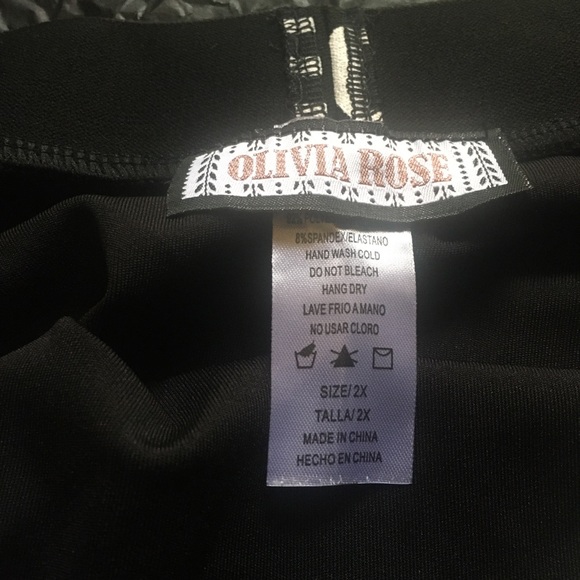 OLIVIA ROSE
8%SPANDEX/ELASTANO
HAND WASH COLD
DO NOT BLEACH
HANG DRY
LAVE FRIO A MANO
NO USAR CLORO
SIZE/ 2X
TALLA/ 2X
MADE IN CHINA
HECHO EN CHINA